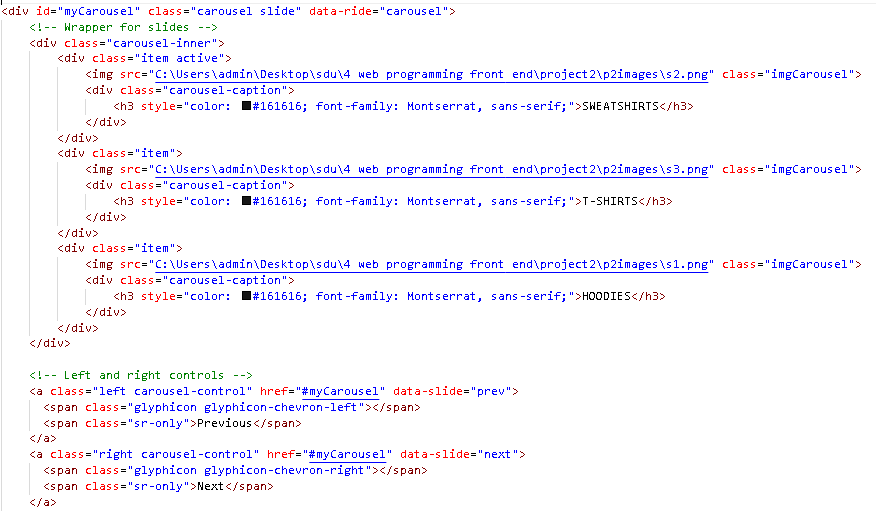 <div id="myCarousel" class="carousel slide" data-ride="carousel">
    <!-- Wrapper for slides -->
    <div class="carousel-inner">
        <div class="item active">
            <img src="C:\Users\admin\Desktop\sdu\4 web programming front end\project2\p2images\s2.png" class="imgCarousel">
            <div class="carousel-caption">
                <h3 style="color: #161616; font-family: Montserrat, sans-serif;">SWEATSHIRTS</h3>
            </div>
        </div>
        <div class="item">
            <img src="C:\Users\admin\Desktop\sdu\4 web programming front end\project2\p2images\s3.png" class="imgCarousel">
            <div class="carousel-caption">
                <h3 style="color: #161616; font-family: Montserrat, sans-serif;">T-SHIRTS</h3>
            </div>
        </div>
        <div class="item">
            <img src="C:\Users\admin\Desktop\sdu\4 web programming front end\project2\p2images\s1.png" class="imgCarousel">
            <div class="carousel-caption">
                <h3 style="color: #161616; font-family: Montserrat, sans-serif;">HOODIES</h3>
            </div>
        </div>
    </div>

    <!-- Left and right controls -->
    <a class="left carousel-control" href="#myCarousel" data-slide="prev">
      <span class="glyphicon glyphicon-chevron-left"></span>
      <span class="sr-only">Previous</span>
    </a>
    <a class="right carousel-control" href="#myCarousel" data-slide="next">
      <span class="glyphicon glyphicon-chevron-right"></span>
      <span class="sr-only">Next</span>
    </a>